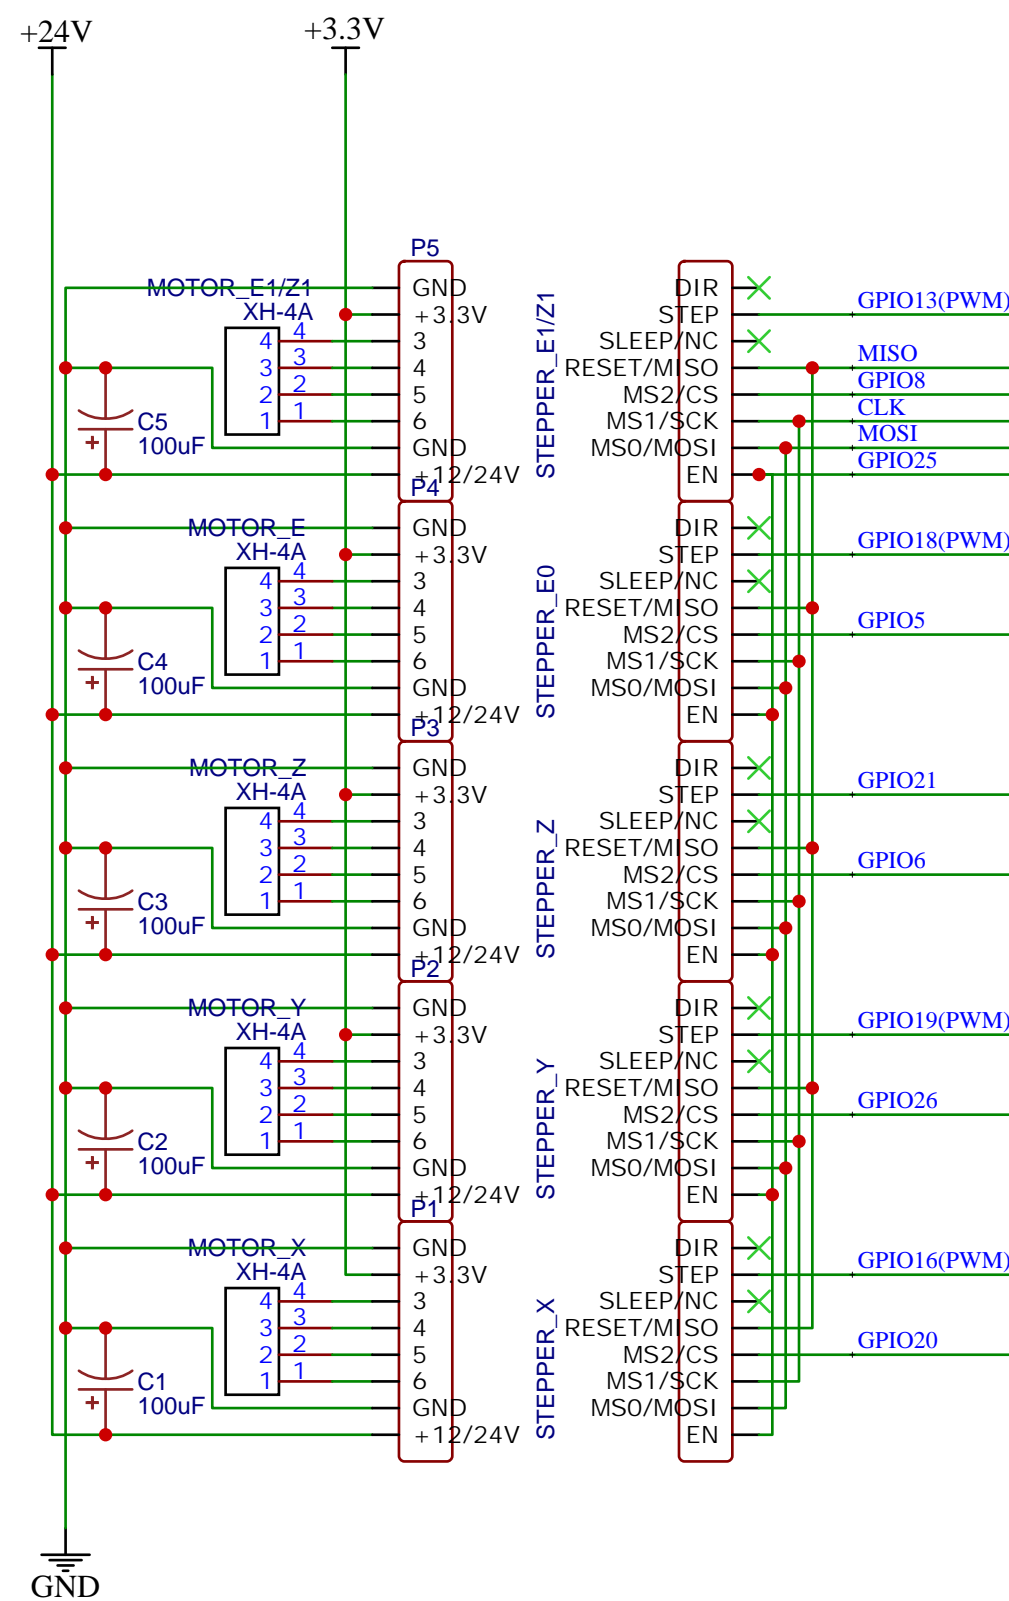 +24V
+3.3V
P5
MOTOR_E1/Z1
XH-4A
4 4
3 3
2 2
1 1
C5
100uF
GND
+3.3V
3
4
5
6
GND
+12/24V
STEPPER_E1/Z1
DIR
STEP
SLEEP/NC
RESET/MISO
MS2/CS
MS1/SCK
MS0/MOSI
EN
GPIO13(PWM)
MISO
GPIO8
CLK
MOSI
GPIO25
P4
MOTOR_E
XH-4A
4 4
3 3
2 2
1 1
C4
100uF
GND
+3.3V
3
4
5
6
GND
+12/24V
STEPPER_E0
DIR
STEP
SLEEP/NC
RESET/MISO
MS2/CS
MS1/SCK
MS0/MOSI
EN
GPIO18(PWM)
GPIO5
P3
MOTOR_Z
XH-4A
4 4
3 3
2 2
1 1
C3
100uF
GND
+3.3V
3
4
5
6
GND
+12/24V
STEPPER_Z
DIR
STEP
SLEEP/NC
RESET/MISO
MS2/CS
MS1/SCK
MS0/MOSI
EN
GPIO21
GPIO6
P2
MOTOR_Y
XH-4A
4 4
3 3
2 2
1 1
C2
100uF
GND
+3.3V
3
4
5
6
GND
+12/24V
STEPPER_Y
DIR
STEP
SLEEP/NC
RESET/MISO
MS2/CS
MS1/SCK
MS0/MOSI
EN
GPIO19(PWM)
GPIO26
P1
MOTOR_X
XH-4A
4 4
3 3
2 2
1 1
C1
100uF
GND
+3.3V
3
4
5
6
GND
+12/24V
STEPPER_X
DIR
STEP
SLEEP/NC
RESET/MISO
MS2/CS
MS1/SCK
MS0/MOSI
EN
GPIO16(PWM)
GPIO20
GND